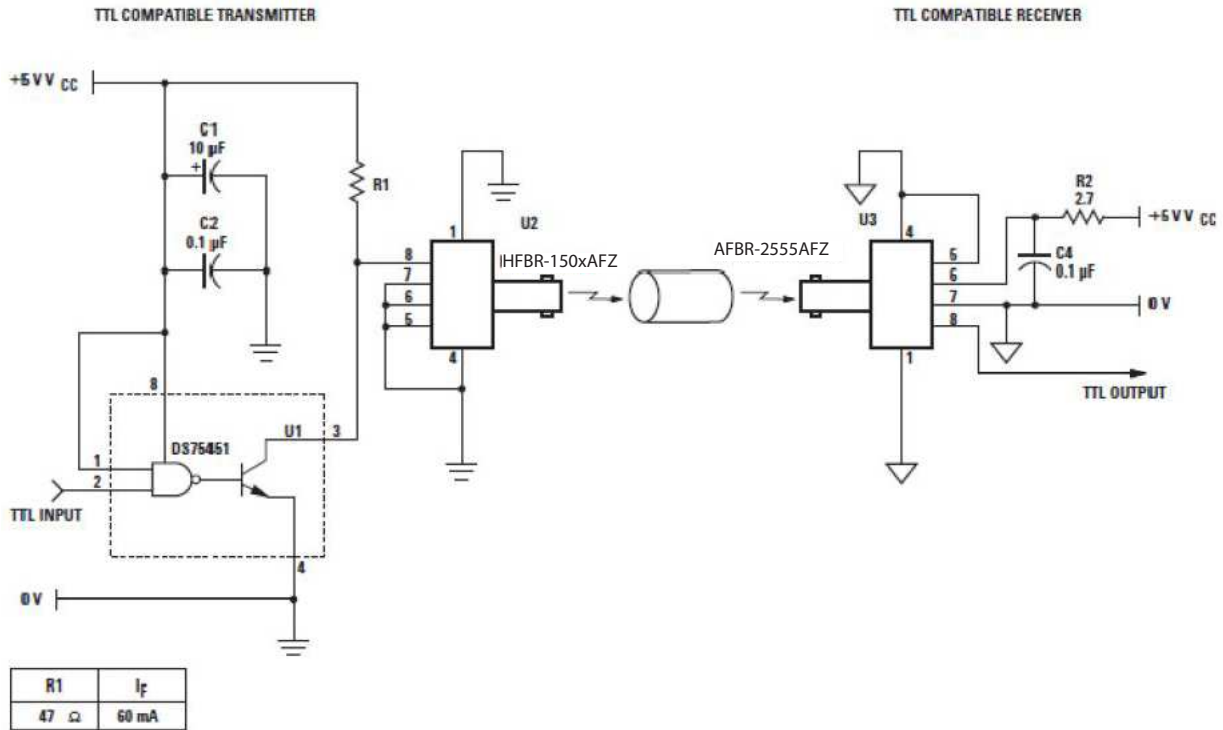 TTL COMPATIBLE TRANSMITTER
TTL COMPATIBLE RECEIVER
+5 V V CC
C1
10 µF
+
C2
0.1 µF
R1
1
U2
8
7
6
5
4
HFBR-150xAFZ
AFBR-2555AFZ
U3
4
5
6
7
8
1
R2
2.7
+5 V V CC
C4
0.1 µF
0 V
TTL OUTPUT
8
DS75451
U1
3
1
2
TTL INPUT
4
0 V
R1
IF
47 Ω
60 mA